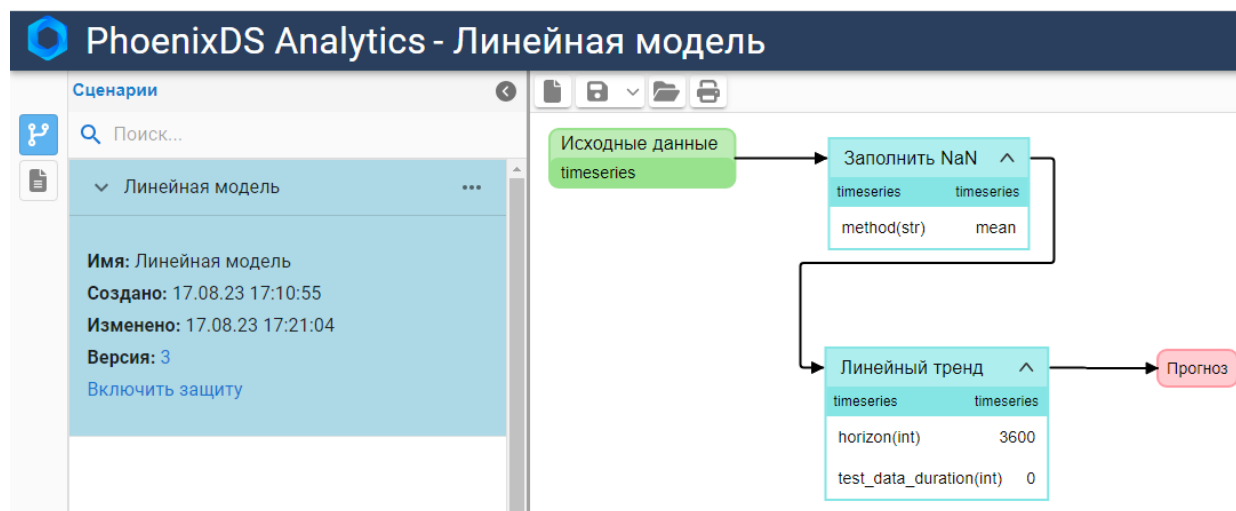 PhoenixDS Analytics - Линейная модель
Сценарии
Поиск...
Линейная модель
Имя: Линейная модель
Создано: 17.08.23 17:10:55
Изменено: 17.08.23 17:21:04
Версия: 3
Включить защиту
Исходные данные
timeseries
Заполнить NaN
timeseries timeseries
method(str) mean
Линейный тренд
timeseries timeseries
horizon(int) 3600
test_data_duration(int) 0
Прогноз